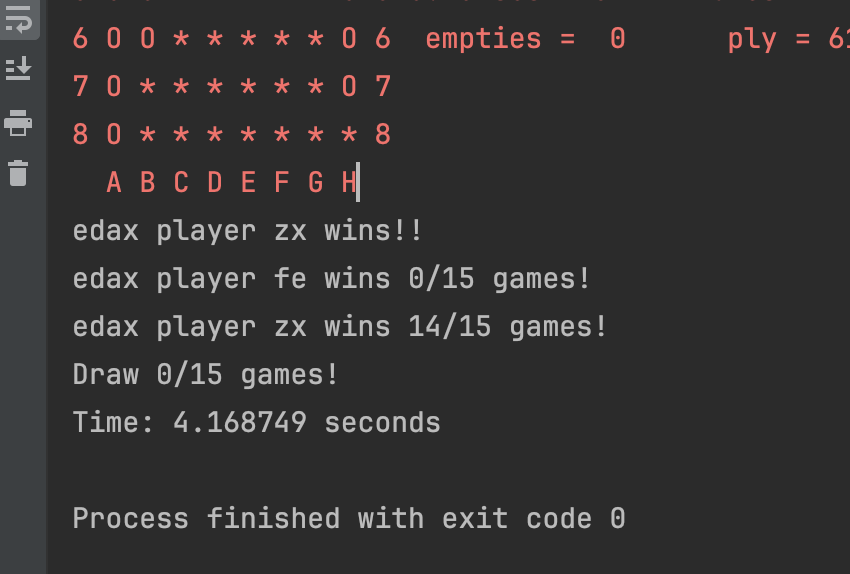 6 O O * * * * * O 6  empties =  0      ply = 61
7 O * * * * * * O 7
8 O * * * * * * * 8
  A B C D E F G H
edax player zx wins!!
edax player fe wins 0/15 games!
edax player zx wins 14/15 games!
Draw 0/15 games!
Time: 4.168749 seconds
Process finished with exit code 0